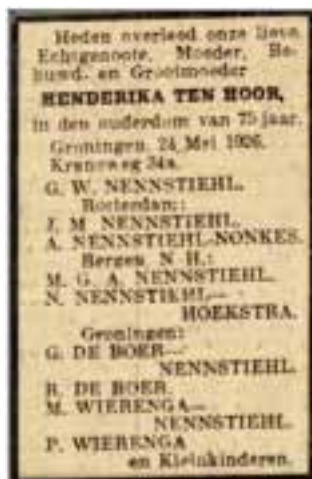 Heden overleed onze lieve
Echtgenoote, Moeder, Be-
huwd- en Grootmoeder
HENDERIKA TEN HOOR,
in den ouderdom van 75 jaar.
Groningen, 24 Mei 1926.
Kraneweg 34a.
G. W. NENNSTIEHL.
Rotterdam:
J. M. NENNSTIEHL.
A. NENNSTIEHL-NONKES.
Bergen N. H.:
M. G. A. NENNSTIEHL.
N. NENNSTIEHL—
HOEKSTRA.
Groningen:
G. DE BOER—
NENNSTIEHL.
R. DE BOER.
M. WIERENGA—
NENNSTIEHL.
P. WIERENGA
en Kleinkinderen.